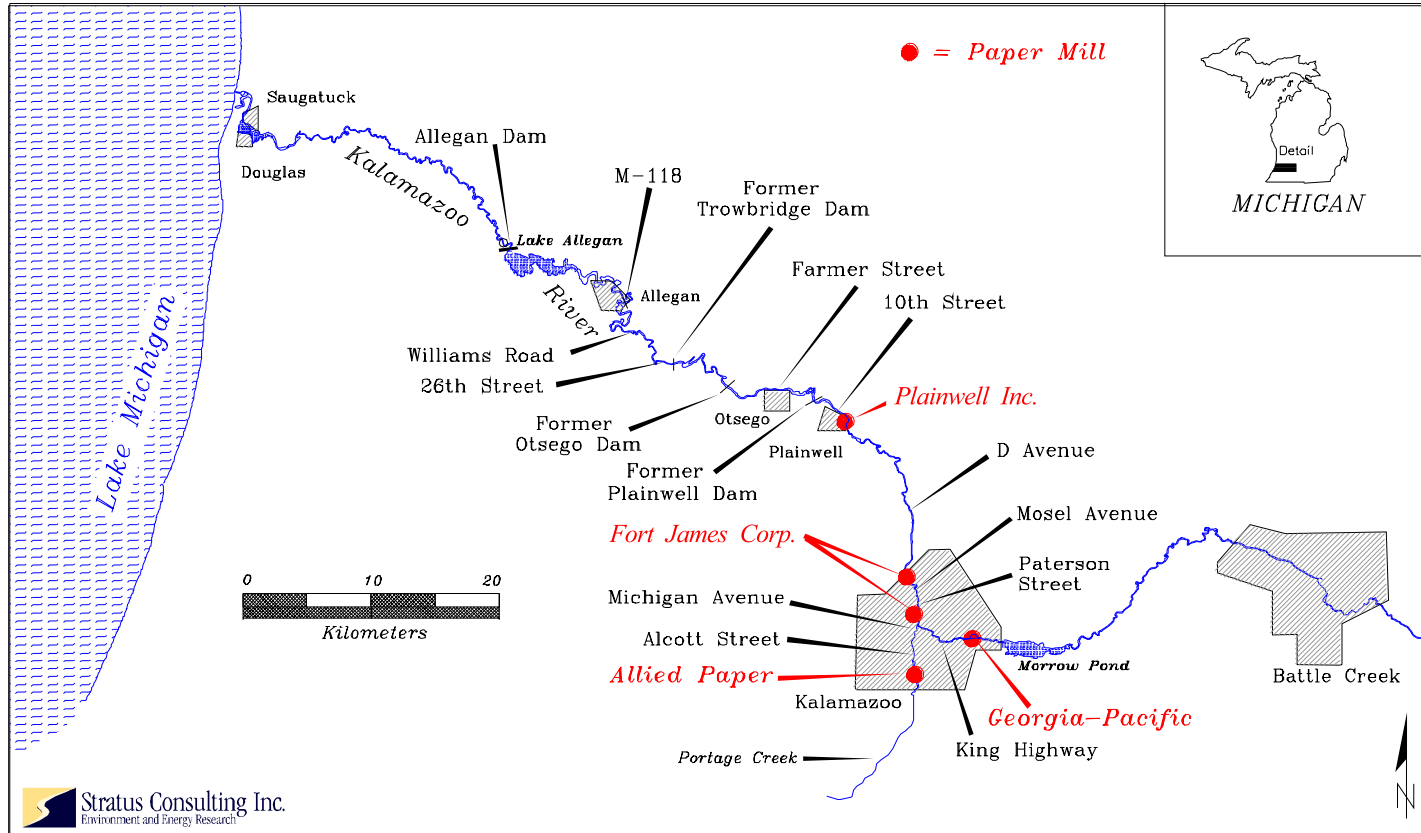 = Paper Mill
Saugatuck
Allegan Dam
Detail
Douglas
Kalamazoo
M-118
Former
Trowbridge Dam
MICHIGAN
Lake Allegan
Farmer Street
10th Street
River
Allegan
Lake Michigan
Williams Road
26th Street
Plainwell Inc.
Former
Otsego Dam
Otsego
Plainwell
Former
Plainwell Dam
D Avenue
Fort James Corp.
Mosel Avenue
Paterson
Street
0 10 20
Kilometers
Michigan Avenue
Alcott Street
Allied Paper
Morrow Pond
Battle Creek
Kalamazoo
Georgia-Pacific
King Highway
Portage Creek
N
Stratus Consulting Inc.
Environment and Energy Research